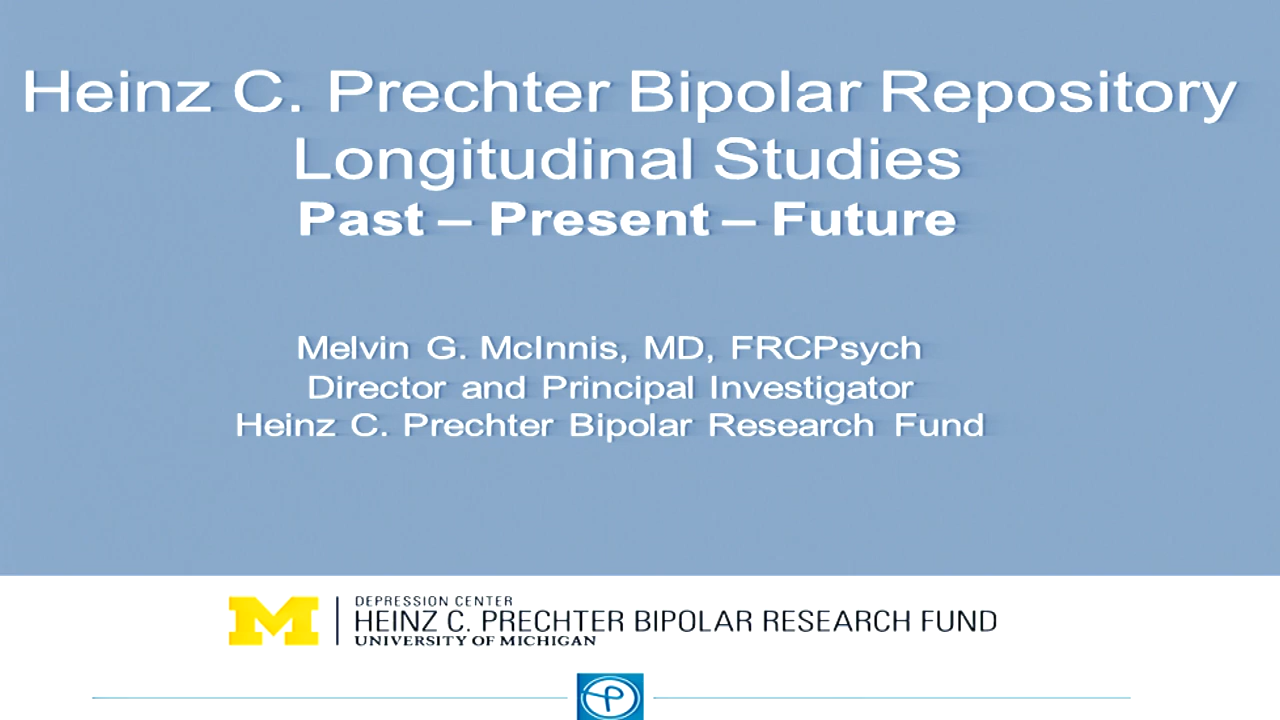 Heinz C. Prechter Bipolar Repository
Longitudinal Studies
Past – Present – Future
Melvin G. McInnis, MD, FRCPsych
Director and Principal Investigator
Heinz C. Prechter Bipolar Research Fund
M
DEPRESSION CENTER
HEINZ C. PRECHTER BIPOLAR RESEARCH FUND
UNIVERSITY OF MICHIGAN
P